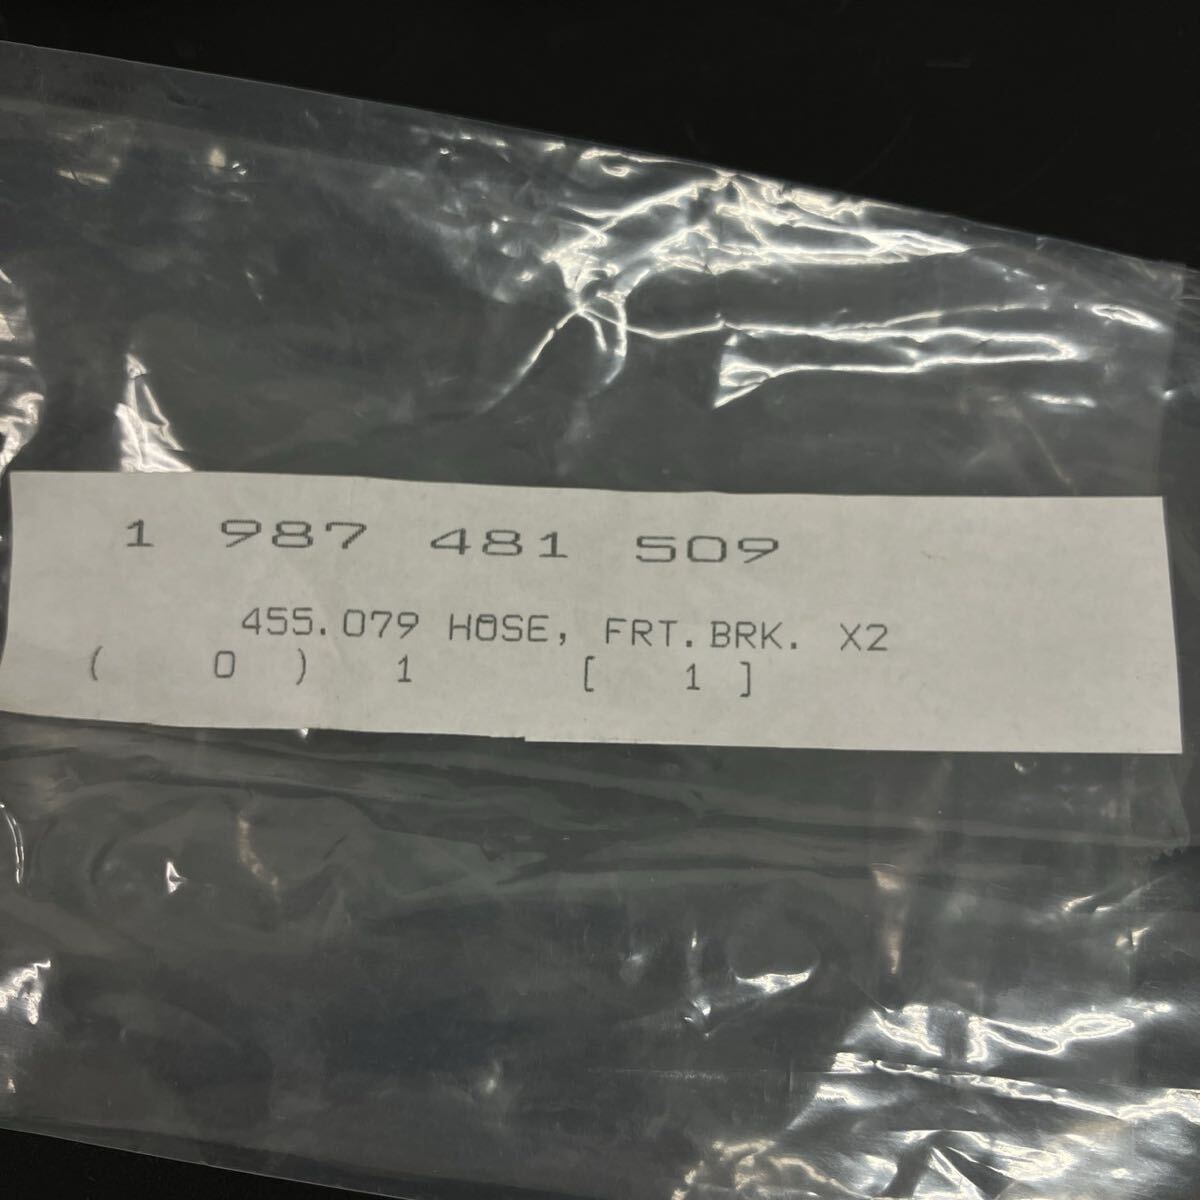 1 987 481 509
455.079 HOSE, FRT.BRK. X2
( 0 ) 1 [ 1 ]